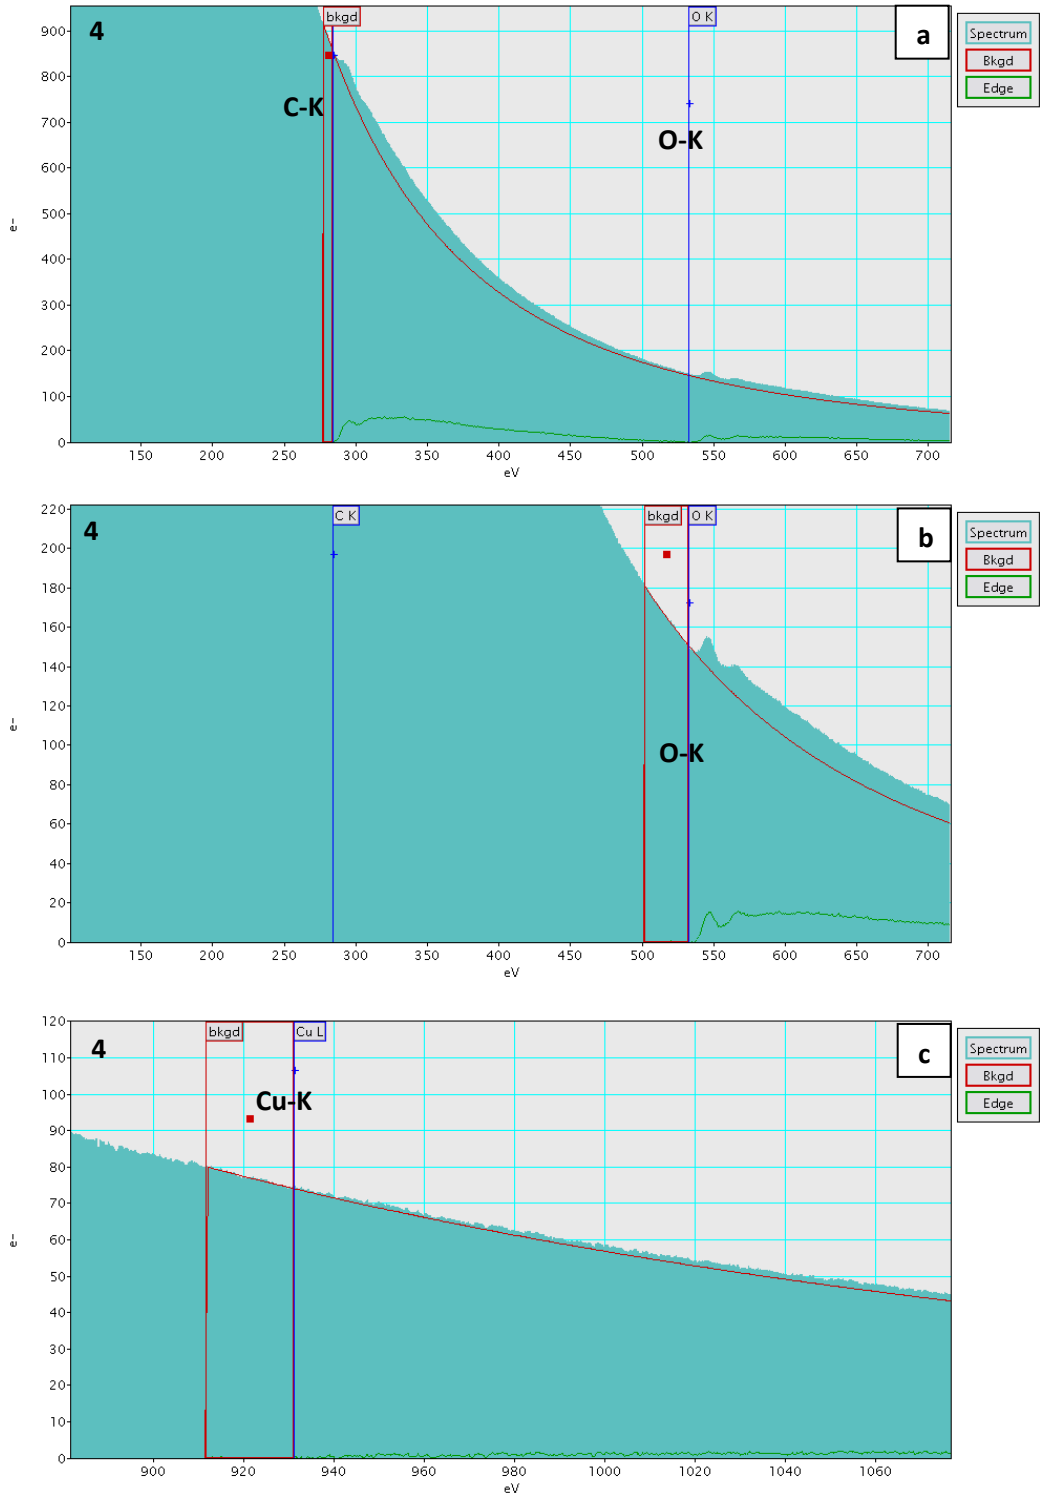 4
bkgd
O K
a
Spectrum
Bkgd
Edge
C-K
O-K
900
800
700
600
500
400
300
200
100
0
e-
150 200 250 300 350 400 450 500 550 600 650 700
eV
4
C K
bkgd
O K
b
Spectrum
Bkgd
Edge
O-K
220
200
180
160
140
120
100
80
60
40
20
0
e-
150 200 250 300 350 400 450 500 550 600 650 700
eV
4
bkgd
Cu L
c
Spectrum
Bkgd
Edge
Cu-K
120
110
100
90
80
70
60
50
40
30
20
10
0
e-
900 920 940 960 980 1000 1020 1040 1060
eV